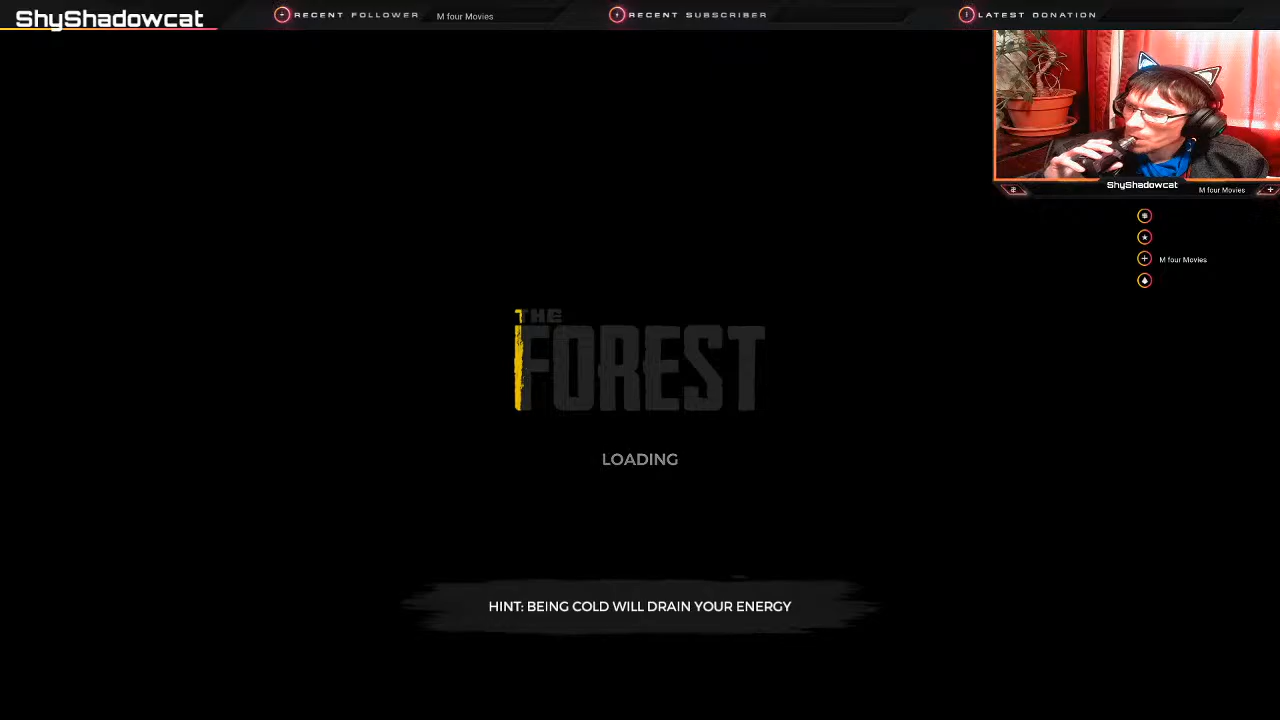 ShyShadowcat
RECENT FOLLOWER M four Movies
RECENT SUBSCRIBER
LATEST DONATION
ShyShadowcat M four Movies
M four Movies
THE
FOREST
LOADING
HINT: BEING COLD WILL DRAIN YOUR ENERGY